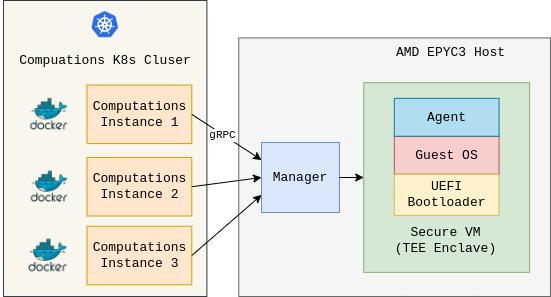 Compuations K8s Cluser
docker
Computations
Instance 1
docker
Computations
Instance 2
docker
Computations
Instance 3
gRPC
AMD EPYC3 Host
Manager
Agent
Guest OS
UEFI
Bootloader
Secure VM
(TEE Enclave)